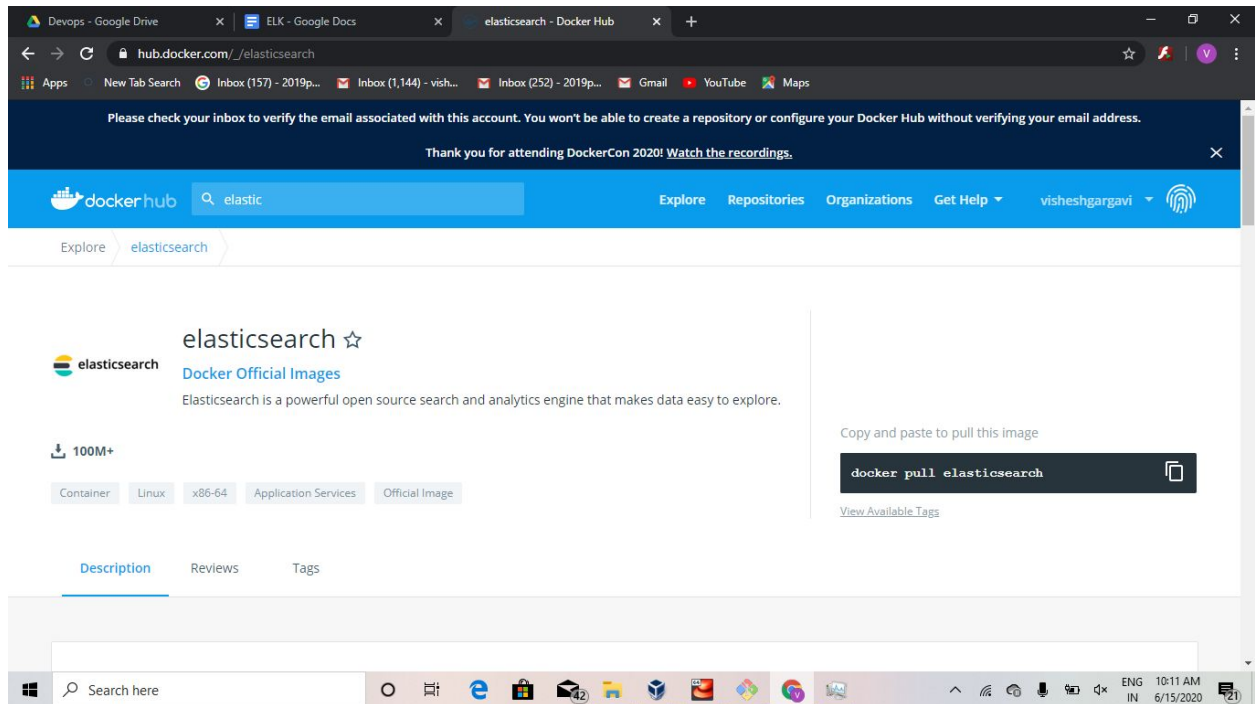 Devops - Google Drive
ELK - Google Docs
elasticsearch - Docker Hub
hub.docker.com/_/elasticsearch
Apps
New Tab Search
Inbox (157) - 2019p...
Inbox (1,144) - vish...
Inbox (252) - 2019p...
Gmail
YouTube
Maps
Please check your inbox to verify the email associated with this account. You won't be able to create a repository or configure your Docker Hub without verifying your email address.
Thank you for attending DockerCon 2020! Watch the recordings.
dockerhub
elastic
Explore
Repositories
Organizations
Get Help
visheshgargavi
Explore
elasticsearch
elasticsearch
elasticsearch
Docker Official Images
Elasticsearch is a powerful open source search and analytics engine that makes data easy to explore.
100M+
Container
Linux
x86-64
Application Services
Official Image
Copy and paste to pull this image
docker pull elasticsearch
View Available Tags
Description
Reviews
Tags
Search here
42
ENG
IN
10:11 AM
6/15/2020
21